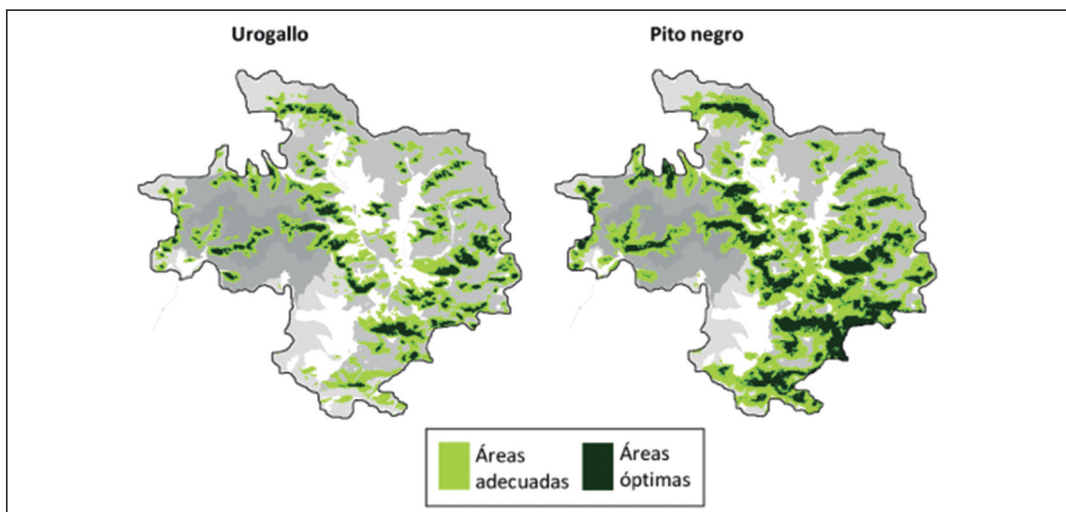 Urogallo
Pito negro
Áreas
adecuadas
Áreas
óptimas